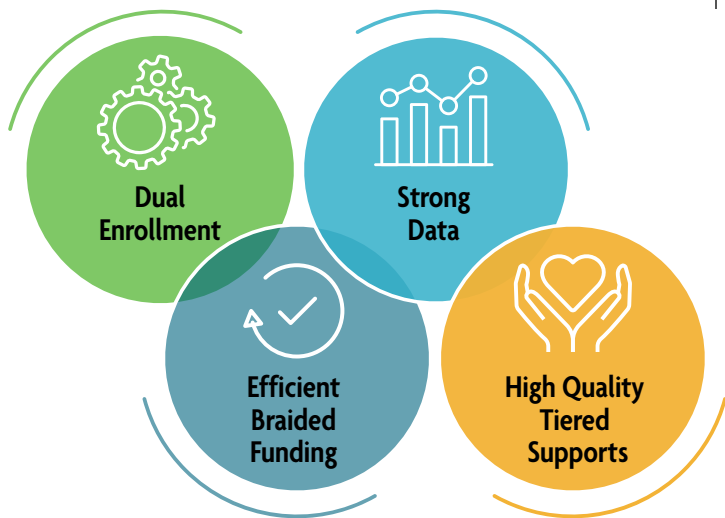 Dual
Enrollment
Strong
Data
Efficient
Braided
Funding
High Quality
Tiered
Supports